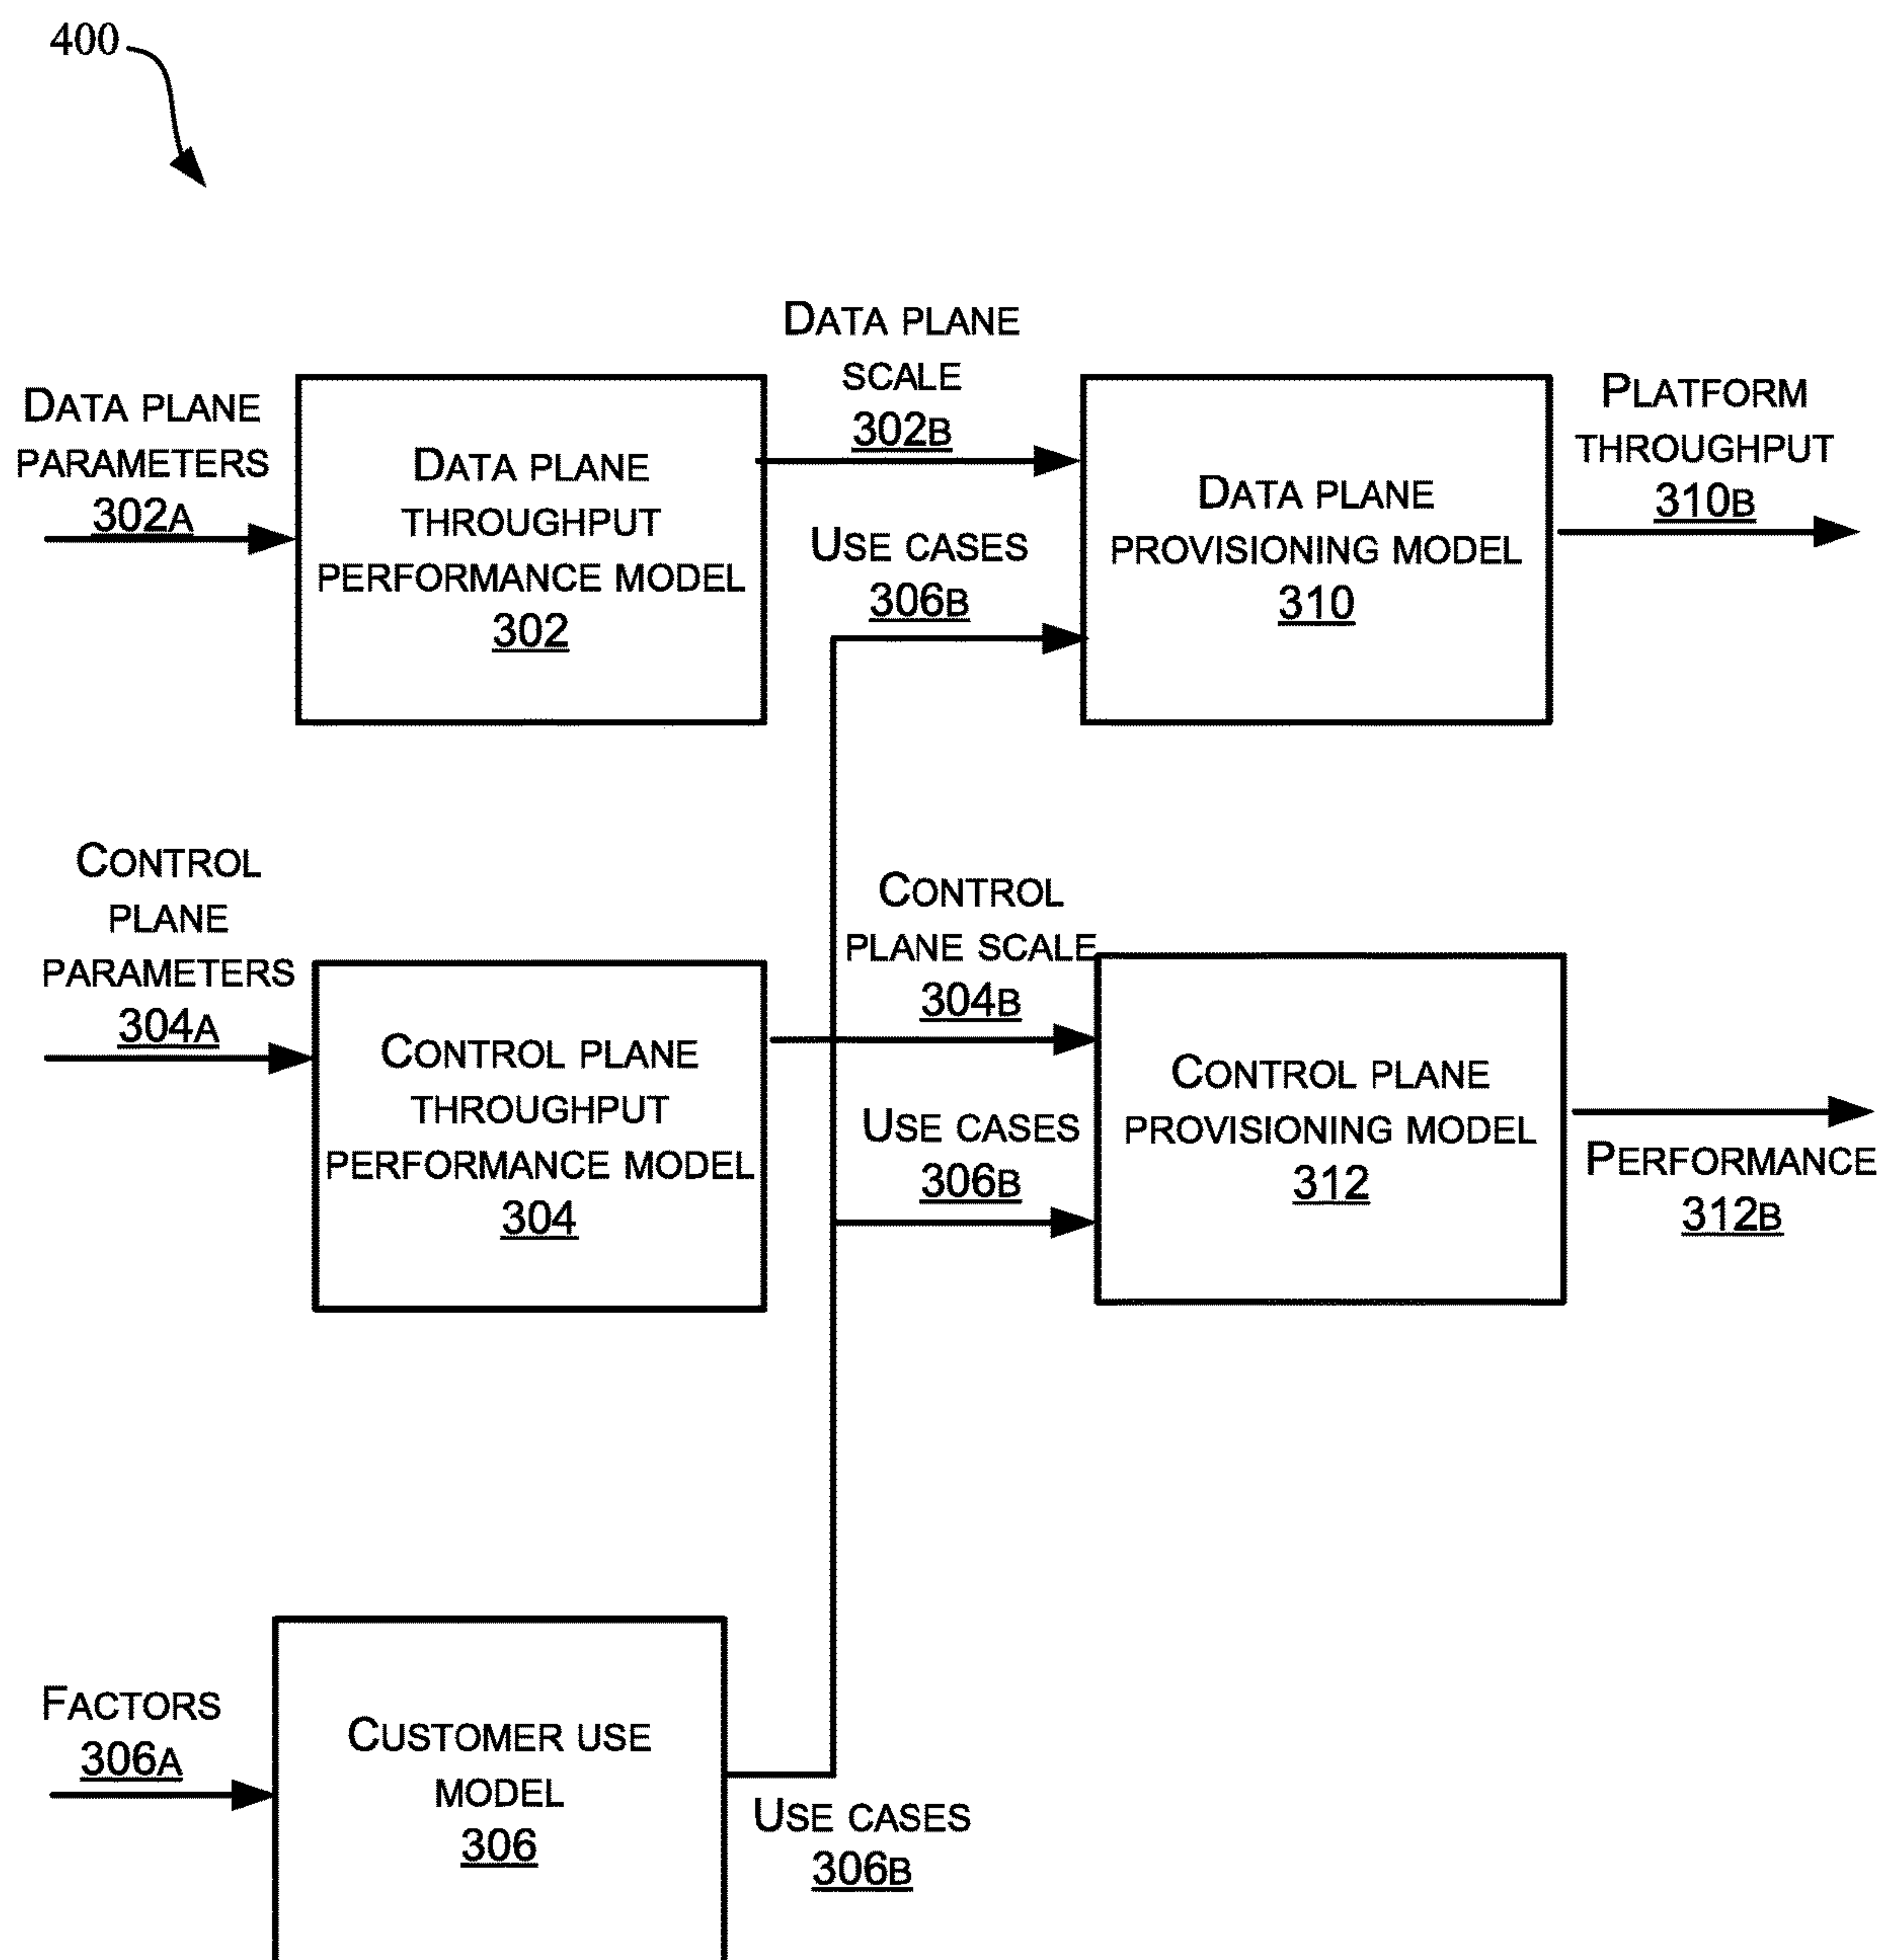 400
DATA PLANE
PARAMETERS
302A
DATA PLANE
THROUGHPUT
PERFORMANCE MODEL
302
DATA PLANE
SCALE
302B
USE CASES
306B
DATA PLANE
PROVISIONING MODEL
310
PLATFORM
THROUGHPUT
310B
CONTROL
PLANE
PARAMETERS
304A
CONTROL PLANE
THROUGHPUT
PERFORMANCE MODEL
304
CONTROL
PLANE SCALE
304B
USE CASES
306B
CONTROL PLANE
PROVISIONING MODEL
312
PERFORMANCE
312B
FACTORS
306A
CUSTOMER USE
MODEL
306
USE CASES
306B